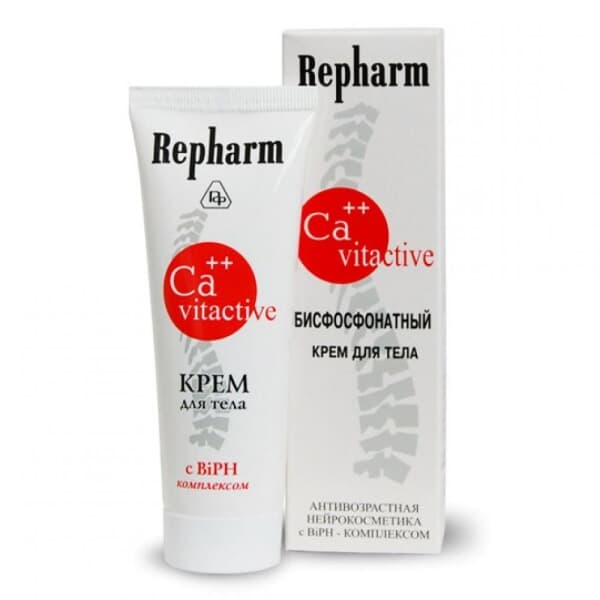 Repharm
РФ
Ca++
vitactive
КРЕМ
для тела
с BiPH
комплексом
Repharm
Ca++
vitactive
БИСФОСФОНАТНЫЙ
КРЕМ ДЛЯ ТЕЛА
АНТИВОЗРАСТНАЯ
НЕЙРОКОСМЕТИКА
с BiPH - КОМПЛЕКСОМ